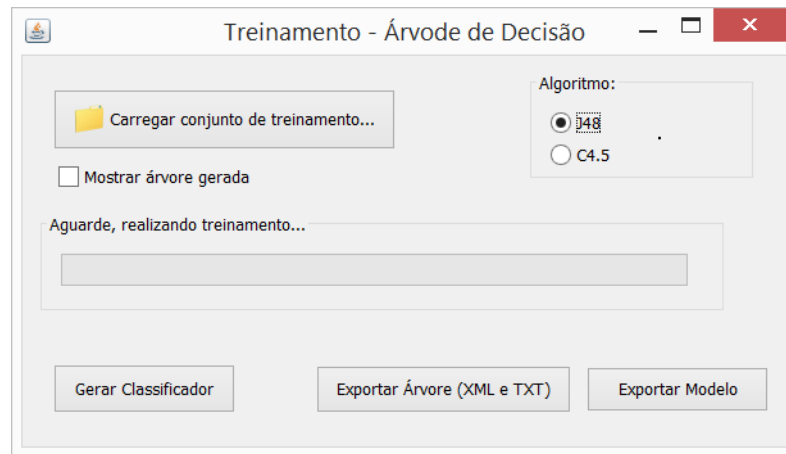 Treinamento - Árvode de Decisão
Carregar conjunto de treinamento...
Algoritmo:
J48
C4.5
Mostrar árvore gerada
Aguarde, realizando treinamento...
Gerar Classificador
Exportar Árvore (XML e TXT)
Exportar Modelo